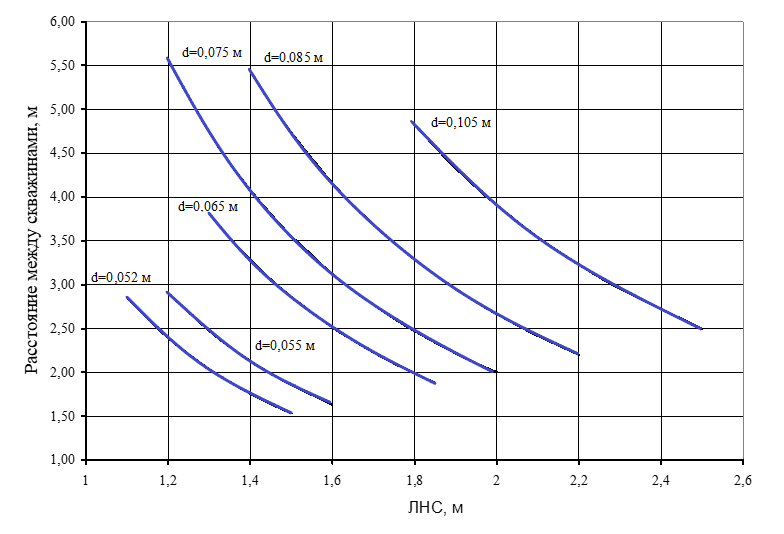 6,00
5,50
5,00
4,50
4,00
3,50
3,00
2,50
2,00
1,50
1,00
Расстояние между скважинами, м
d=0,075 м
d=0.085 м
d=0,105 м
d=0.065 м
d=0,052 м
d=0,055 м
1 1,2 1,4 1,6 1,8 2 2,2 2,4 2,6
ЛНС, м